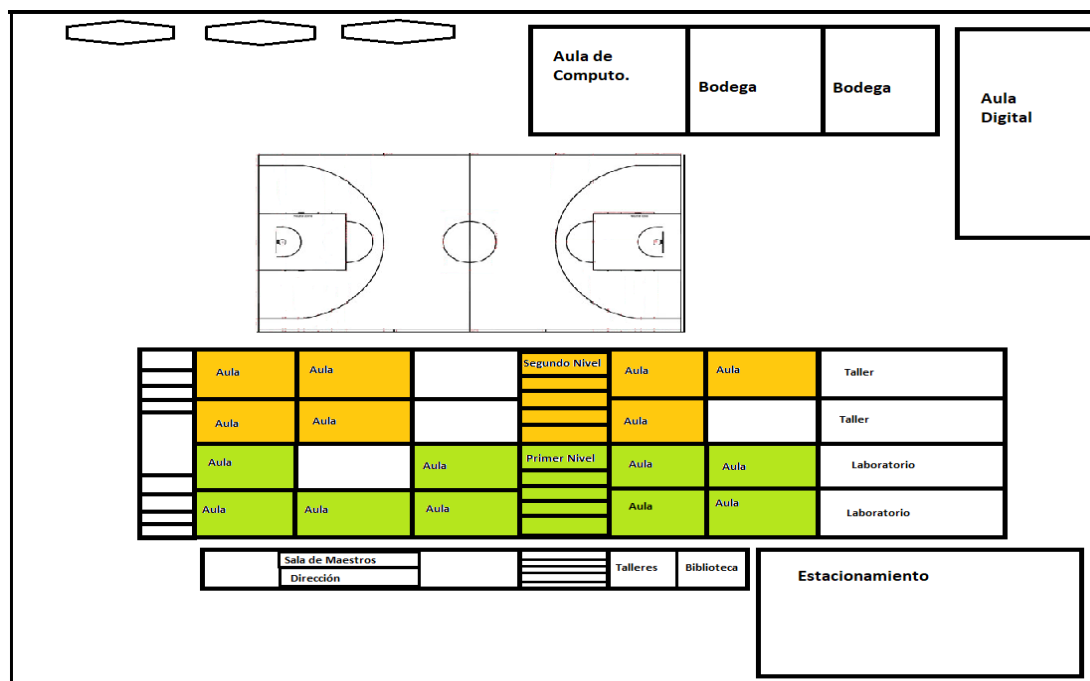 Aula de
Computo.
Bodega
Bodega
Aula
Digital
Segundo Nivel
Aula
Aula
Aula
Aula
Taller
Aula
Aula
Aula
Taller
Primer Nivel
Aula
Aula
Aula
Aula
Laboratorio
Aula
Aula
Aula
Aula
Aula
Laboratorio
Sala de Maestros
Dirección
Talleres
Biblioteca
Estacionamiento